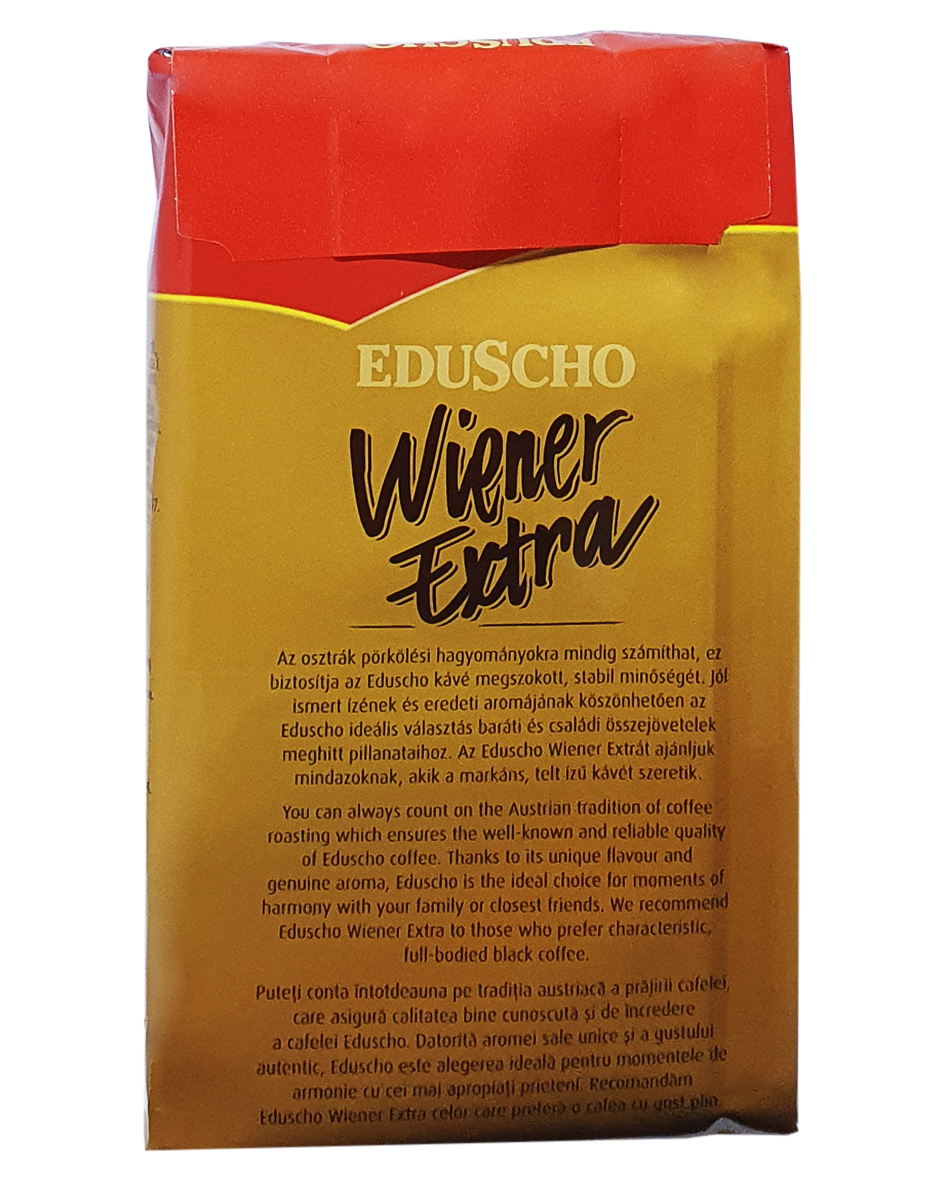 EDUSCHO
EDUSCHO
Wiener
Extra
Az osztrák pörkölési hagyományokra mindig számíthat, ez
biztosítja az Eduscho kávé megszokott, stabil minőségét. Jól
ismert ízének és eredeti aromájának köszönhetően az
Eduscho ideális választás baráti és családi összejövetelek
meghitt pillanataihoz. Az Eduscho Wiener Extrát ajánljuk
mindazoknak, akik a markáns, telt ízű kávét szeretik.
You can always count on the Austrian tradition of coffee
roasting which ensures the well-known and reliable quality
of Eduscho coffee. Thanks to its unique flavour and
genuine aroma, Eduscho is the ideal choice for moments of
harmony with your family or closest friends. We recommend
Eduscho Wiener Extra to those who prefer characteristic,
full-bodied black coffee.
Puteți conta întotdeauna pe tradiția austriacă a prăjirii cafelei,
care asigură calitatea bine cunoscută și de încredere
a cafelei Eduscho. Datorită aromei sale unice și a gustului
autentic, Eduscho este alegerea ideală pentru momentele de
armonie cu cei mai apropiați prieteni. Recomandăm
Eduscho Wiener Extra celor care preferă o cafea cu gust plin.